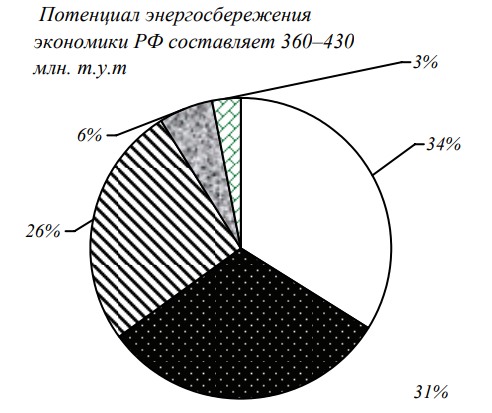 Потенциал энергосбережения
экономики РФ составляет 360–430
млн. т.у.т
3%
34%
6%
26%
31%